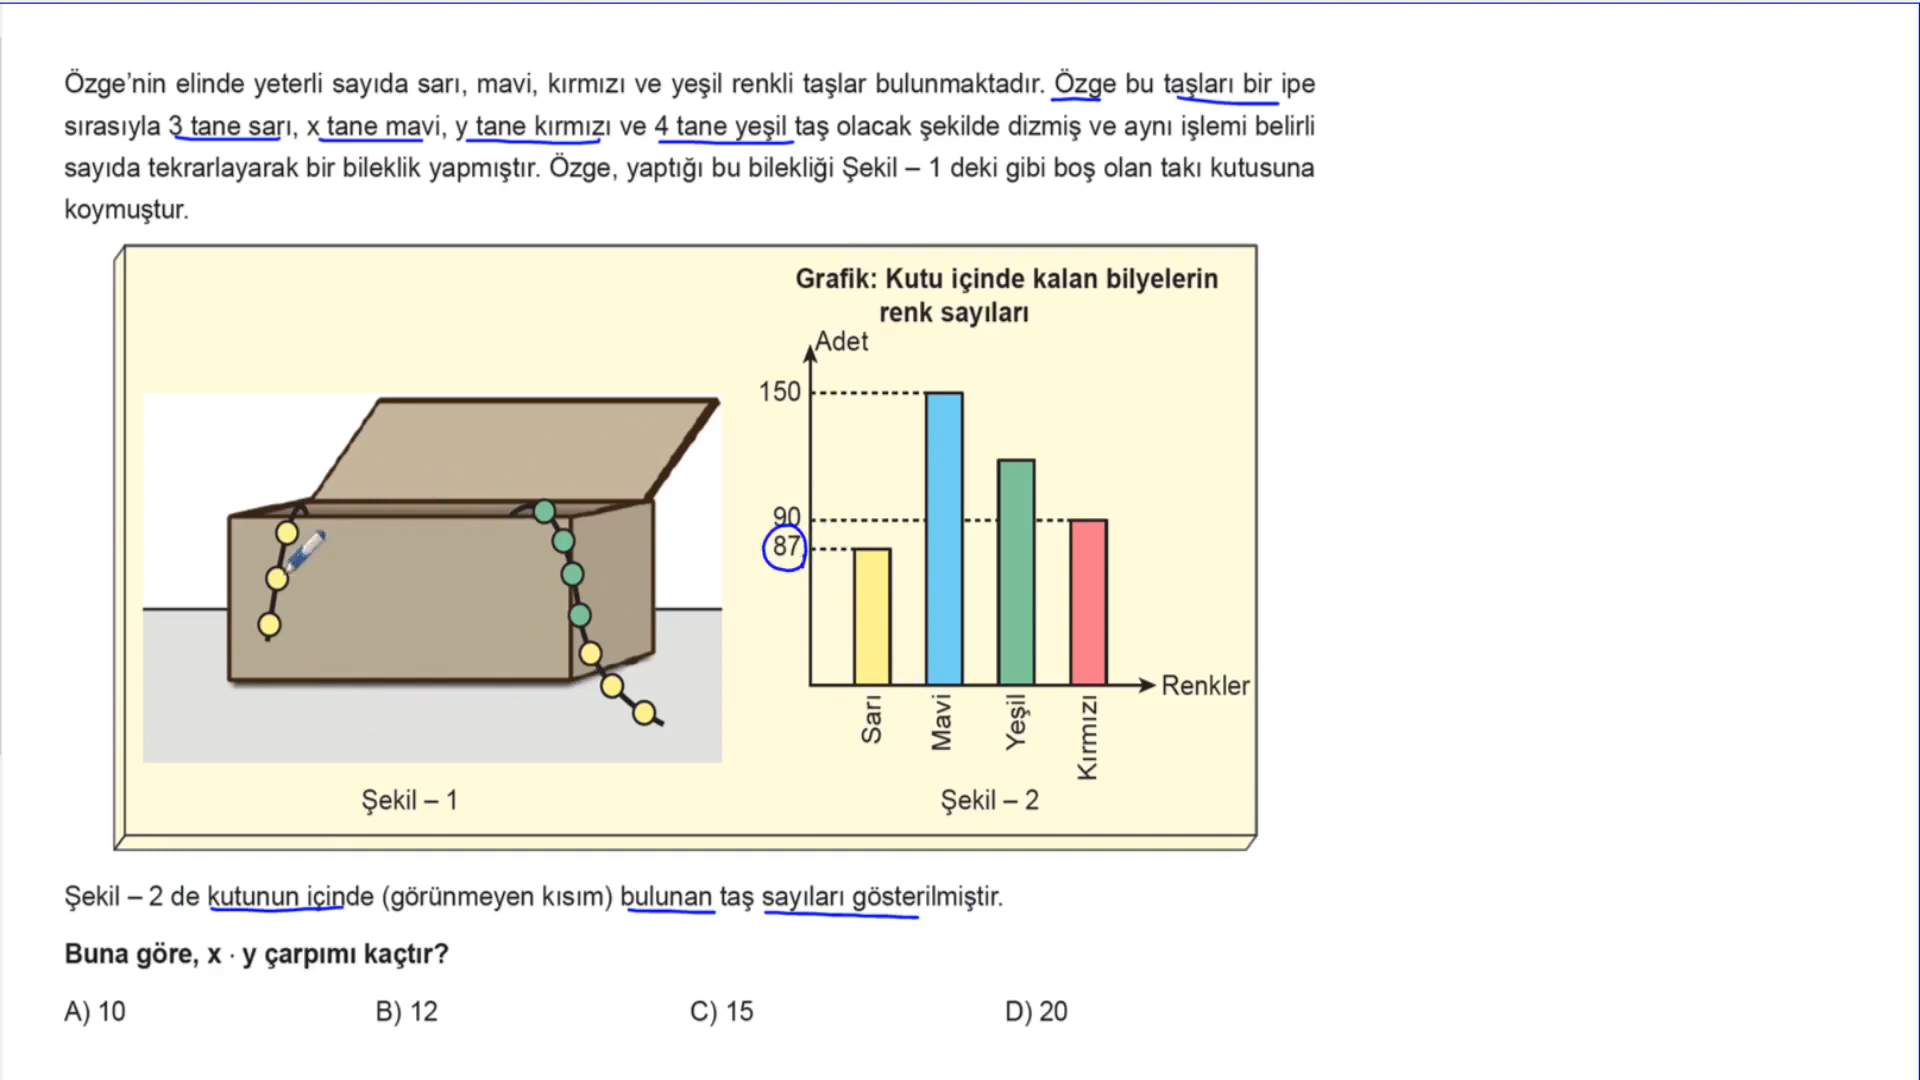 Özge'nin elinde yeterli sayıda sarı, mavi, kırmızı ve yeşil renkli taşlar bulunmaktadır. Özge bu taşları bir ipe
sırasıyla 3 tane sarı, x tane mavi, y tane kırmızı ve 4 tane yeşil taş olacak şekilde dizmiş ve aynı işlemi belirli
sayıda tekrarlayarak bir bileklik yapmıştır. Özge, yaptığı bu bilekliği Şekil – 1 deki gibi boş olan takı kutusuna
koymuştur.
Grafik: Kutu içinde kalan bilyelerin
renk sayıları
Adet
150
90
87
Renkler
Sarı
Mavi
Yeşil
Kırmızı
Şekil – 1
Şekil – 2
Şekil – 2 de kutunun içinde (görünmeyen kısım) bulunan taş sayıları gösterilmiştir.
Buna göre, x · y çarpımı kaçtır?
A) 10
B) 12
C) 15
D) 20